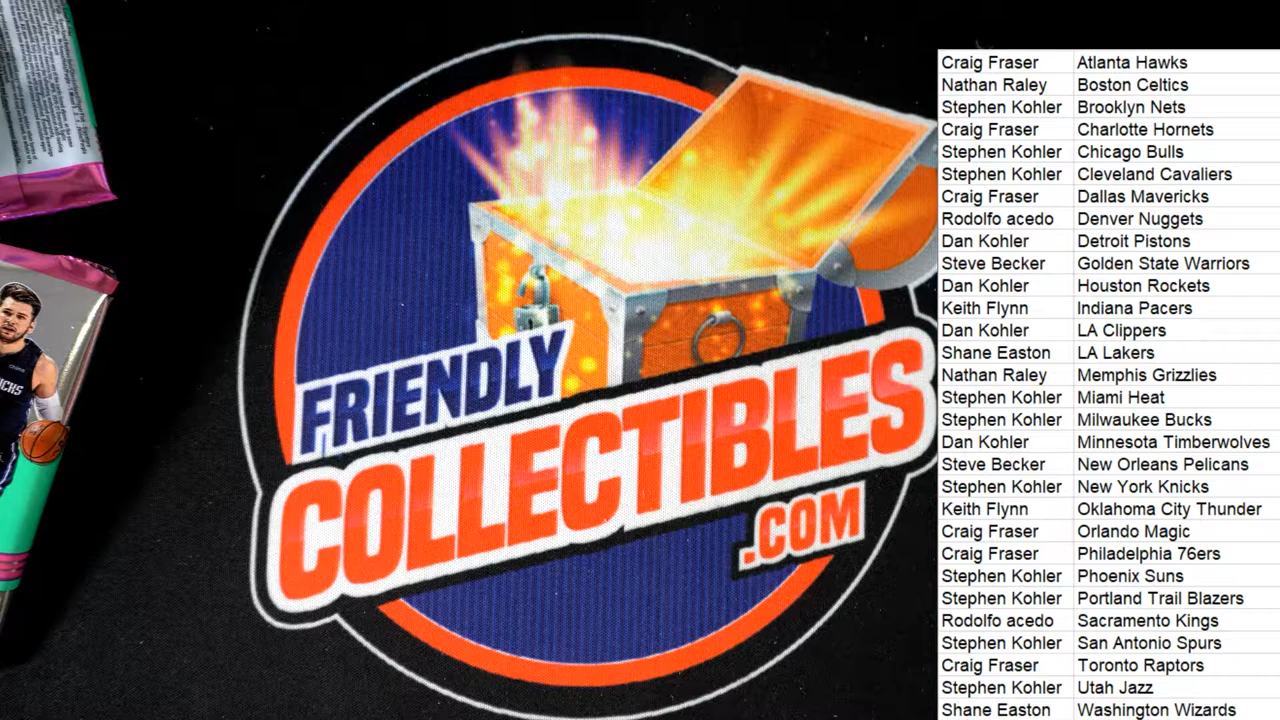 FRIENDLY
COLLECTIBLES
.COM
CKS
Craig Fraser Atlanta Hawks
Nathan Raley Boston Celtics
Stephen Kohler Brooklyn Nets
Craig Fraser Charlotte Hornets
Stephen Kohler Chicago Bulls
Stephen Kohler Cleveland Cavaliers
Craig Fraser Dallas Mavericks
Rodolfo acedo Denver Nuggets
Dan Kohler Detroit Pistons
Steve Becker Golden State Warriors
Dan Kohler Houston Rockets
Keith Flynn Indiana Pacers
Dan Kohler LA Clippers
Shane Easton LA Lakers
Nathan Raley Memphis Grizzlies
Stephen Kohler Miami Heat
Stephen Kohler Milwaukee Bucks
Dan Kohler Minnesota Timberwolves
Steve Becker New Orleans Pelicans
Stephen Kohler New York Knicks
Keith Flynn Oklahoma City Thunder
Craig Fraser Orlando Magic
Craig Fraser Philadelphia 76ers
Stephen Kohler Phoenix Suns
Stephen Kohler Portland Trail Blazers
Rodolfo acedo Sacramento Kings
Stephen Kohler San Antonio Spurs
Craig Fraser Toronto Raptors
Stephen Kohler Utah Jazz
Shane Easton Washington Wizards